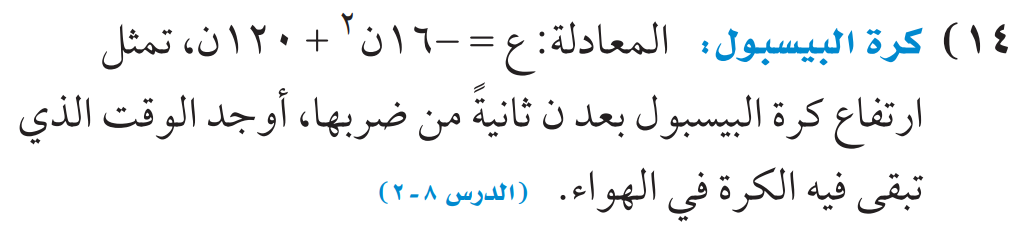 ١٤) كرة البيسبول: المعادلة: ع = –١٦ن٢ + ١٢٠ن، تمثل
ارتفاع كرة البيسبول بعد ن ثانيةً من ضربها، أوجد الوقت الذي
تبقى فيه الكرة في الهواء. (الدرس ٨-٢)